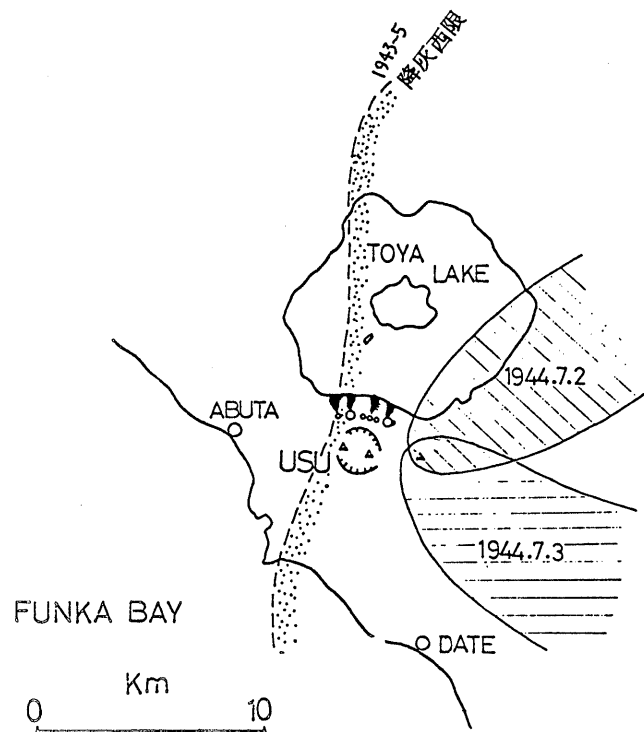 1943-5
降灰西限
TOYA
LAKE
1944.7.2
ABUTA
USU
1944.7.3
FUNKA BAY
DATE
Km
0 10